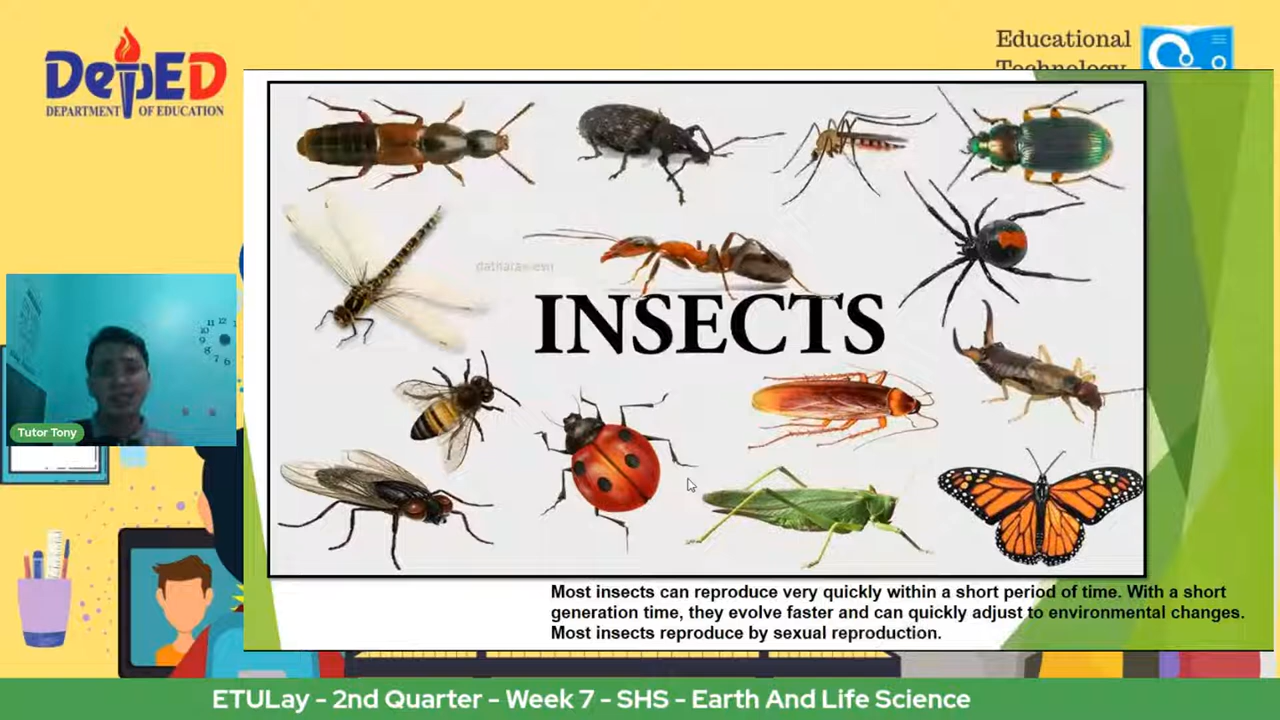 DepED
DEPARTMENT OF EDUCATION
Educational
Technology
INSECTS
Tutor Tony
Most insects can reproduce very quickly within a short period of time. With a short
generation time, they evolve faster and can quickly adjust to environmental changes.
Most insects reproduce by sexual reproduction.
ETULay - 2nd Quarter - Week 7 - SHS - Earth And Life Science